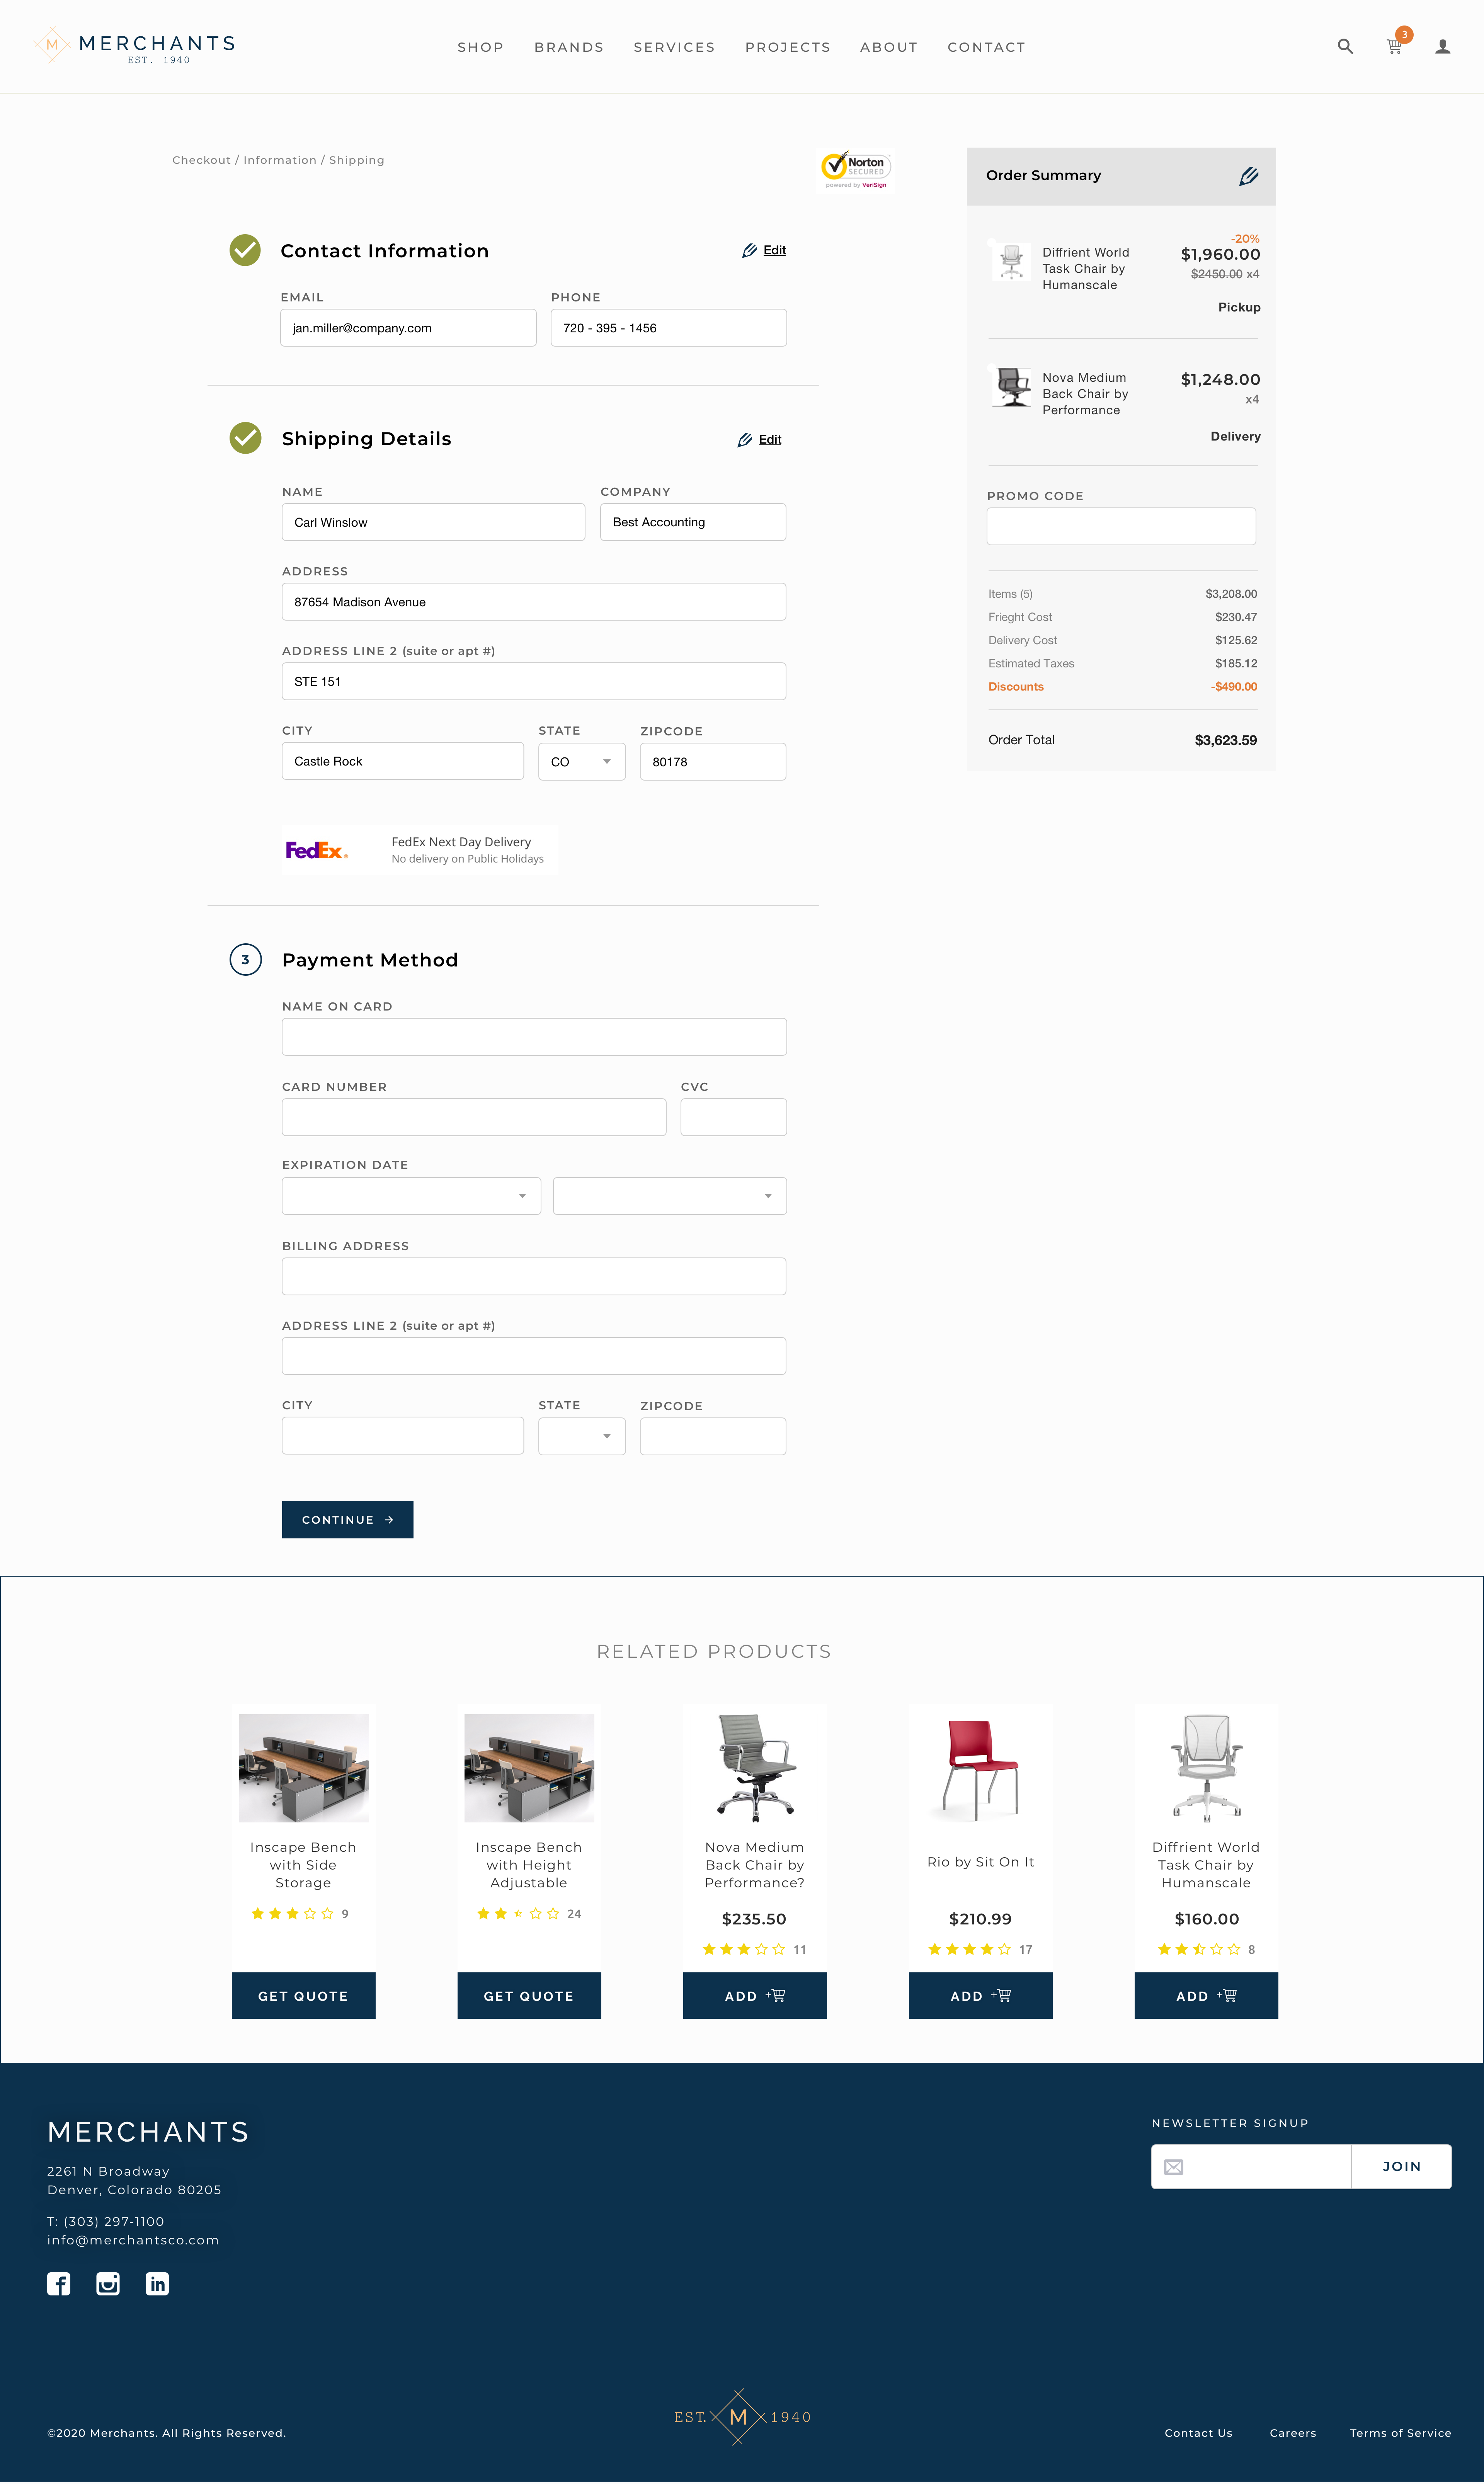 M
MERCHANTS
EST. 1940
SHOP BRANDS SERVICES PROJECTS ABOUT CONTACT
3
Checkout / Information / Shipping
Norton
SECURED
powered by VeriSign
Contact Information
Edit
EMAIL PHONE
jan.miller@company.com 720 - 395 - 1456
Shipping Details
Edit
NAME COMPANY
Carl Winslow Best Accounting
ADDRESS
87654 Madison Avenue
ADDRESS LINE 2 (suite or apt #)
STE 151
CITY STATE ZIPCODE
Castle Rock CO 80178
FedEx®
FedEx Next Day Delivery
No delivery on Public Holidays
3 Payment Method
NAME ON CARD
CARD NUMBER CVC
EXPIRATION DATE
BILLING ADDRESS
ADDRESS LINE 2 (suite or apt #)
CITY STATE ZIPCODE
CONTINUE →
Order Summary
Diffrient World
Task Chair by
Humanscale
-20%
$1,960.00
$2450.00 x4
Pickup
Nova Medium
Back Chair by
Performance
$1,248.00
x4
Delivery
PROMO CODE
Items (5) $3,208.00
Frieght Cost $230.47
Delivery Cost $125.62
Estimated Taxes $185.12
Discounts -$490.00
Order Total $3,623.59
RELATED PRODUCTS
Inscape Bench
with Side
Storage
9
GET QUOTE
Inscape Bench
with Height
Adjustable
24
GET QUOTE
Nova Medium
Back Chair by
Performance?
$235.50
11
ADD +
Rio by Sit On It
$210.99
17
ADD +
Diffrient World
Task Chair by
Humanscale
$160.00
8
ADD +
MERCHANTS
2261 N Broadway
Denver, Colorado 80205
T: (303) 297-1100
info@merchantsco.com
f in
NEWSLETTER SIGNUP
JOIN
©2020 Merchants. All Rights Reserved.
EST. M 1940
Contact Us Careers Terms of Service